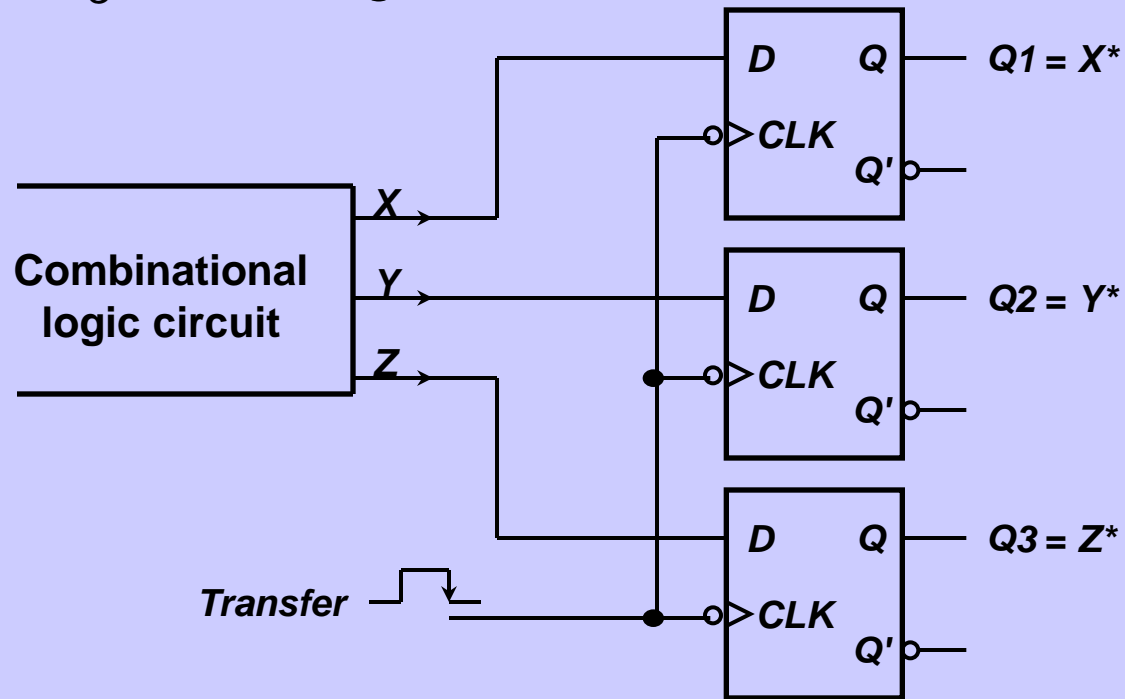 D Q Q1 = X*
CLK
Q'
X
Combinational
logic circuit
Y
Z
D Q Q2 = Y*
CLK
Q'
D Q Q3 = Z*
Transfer
CLK
Q'